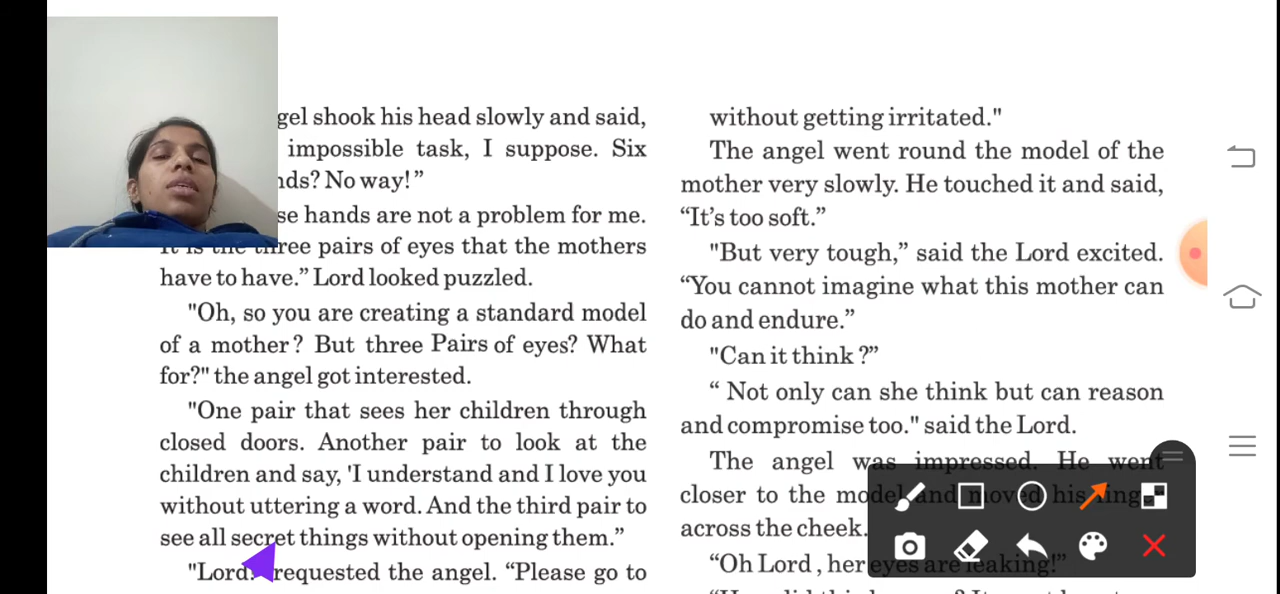 gel shook his head slowly and said,
impossible task, I suppose. Six
nds? No way!”
se hands are not a problem for me.
It is the three pairs of eyes that the mothers
have to have.” Lord looked puzzled.
"Oh, so you are creating a standard model
of a mother? But three Pairs of eyes? What
for?" the angel got interested.
"One pair that sees her children through
closed doors. Another pair to look at the
children and say, 'I understand and I love you
without uttering a word. And the third pair to
see all secret things without opening them.”
"Lord, requested the angel. “Please go to
without getting irritated."
The angel went round the model of the
mother very slowly. He touched it and said,
“It’s too soft.”
"But very tough,” said the Lord excited.
“You cannot imagine what this mother can
do and endure.”
"Can it think ?”
“ Not only can she think but can reason
and compromise too." said the Lord.
The angel was impressed. He went
closer to the model and moved his
across the cheek.
“Oh Lord , her eyes are leaking!”